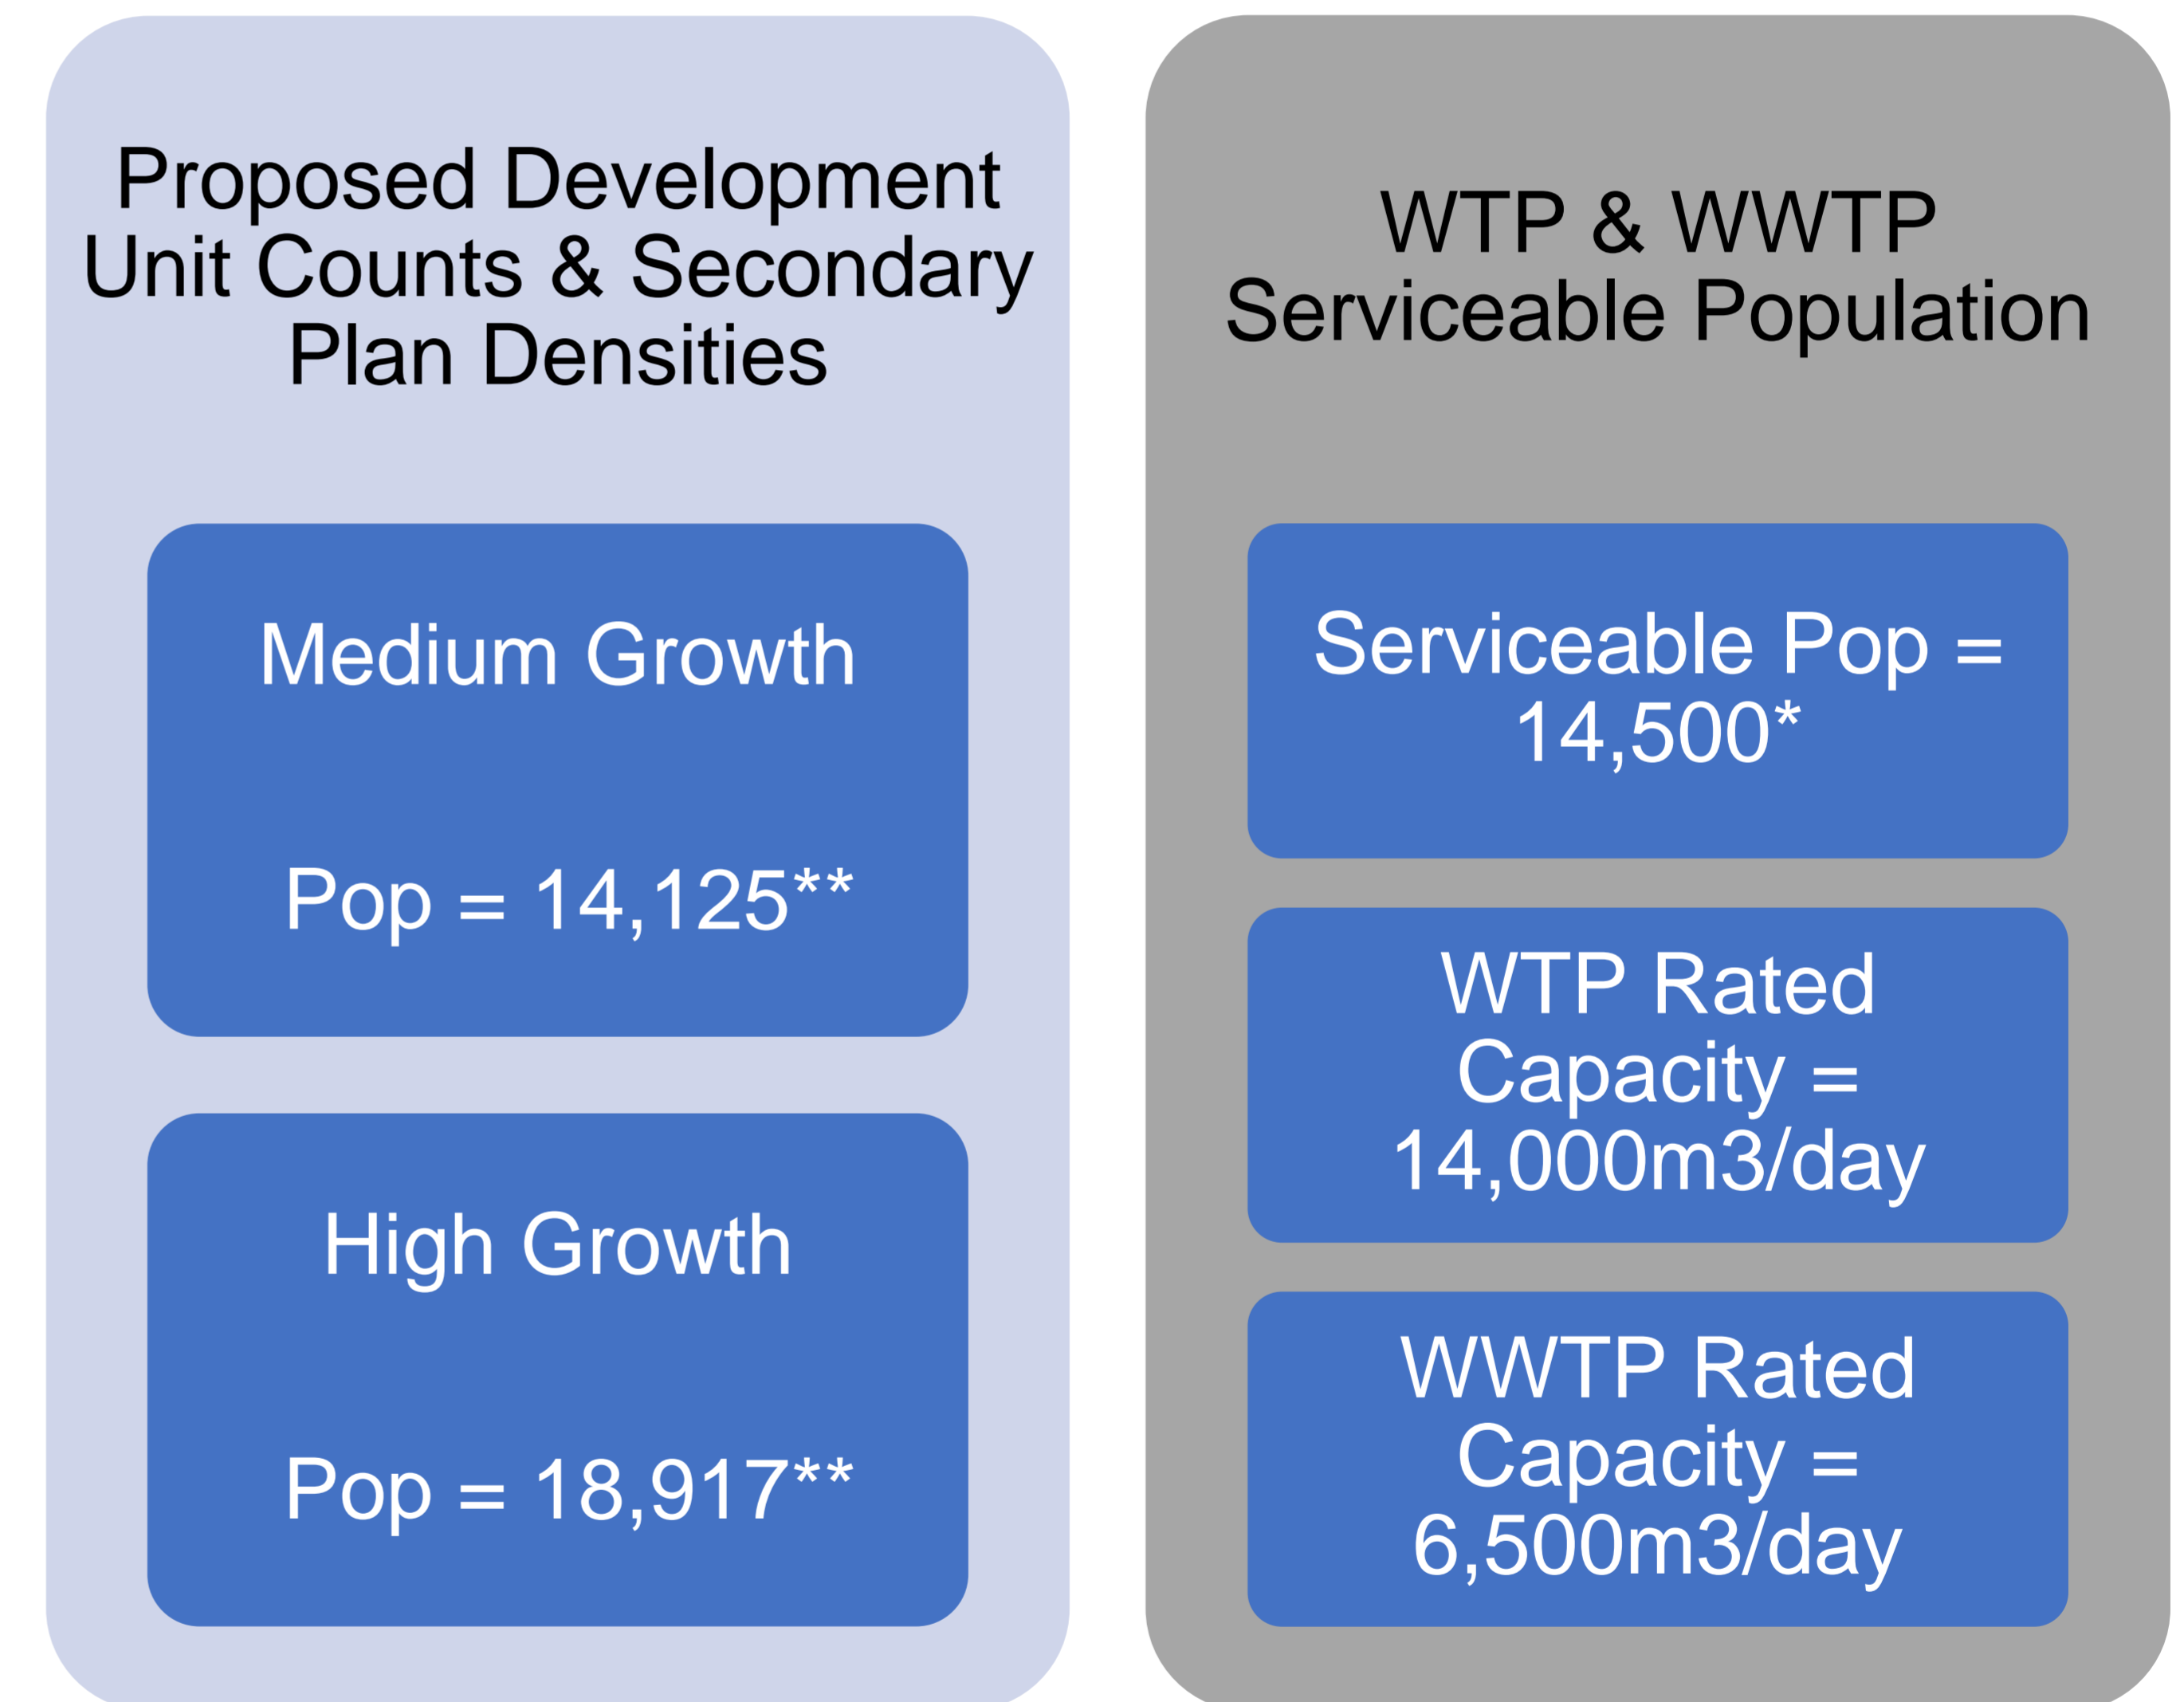 Proposed Development
Unit Counts & Secondary
Plan Densities
Medium Growth
Pop = 14,125**
High Growth
Pop = 18,917**
WTP & WWTP
Serviceable Population
Serviceable Pop =
14,500*
WTP Rated
Capacity =
14,000m3/day
WWTP Rated
Capacity =
6,500m3/day